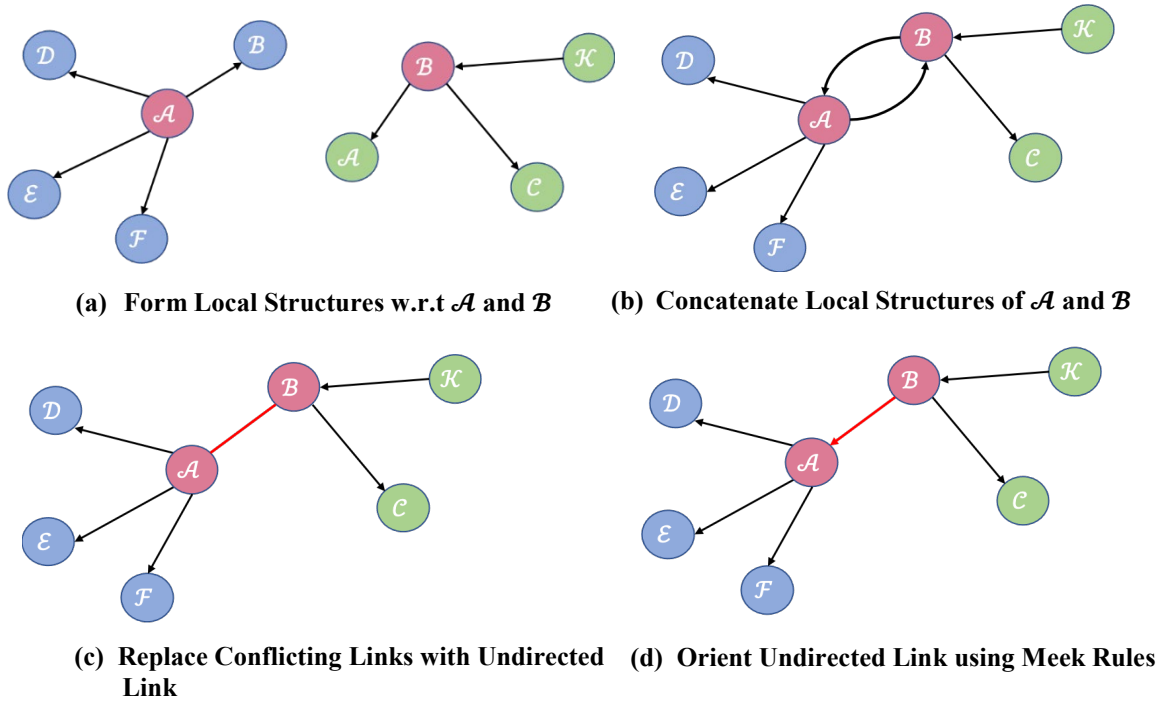 𝒟
ℬ
𝒜
ℰ
ℱ
ℬ
𝒦
𝒜
𝒞
(a) Form Local Structures w.r.t 𝒜 and ℬ
𝒟
ℬ
𝒦
𝒜
𝒞
ℰ
ℱ
(b) Concatenate Local Structures of 𝒜 and ℬ
𝒟
ℬ
𝒦
𝒜
𝒞
ℰ
ℱ
(c) Replace Conflicting Links with Undirected
Link
𝒟
ℬ
𝒦
𝒜
𝒞
ℰ
ℱ
(d) Orient Undirected Link using Meek Rules